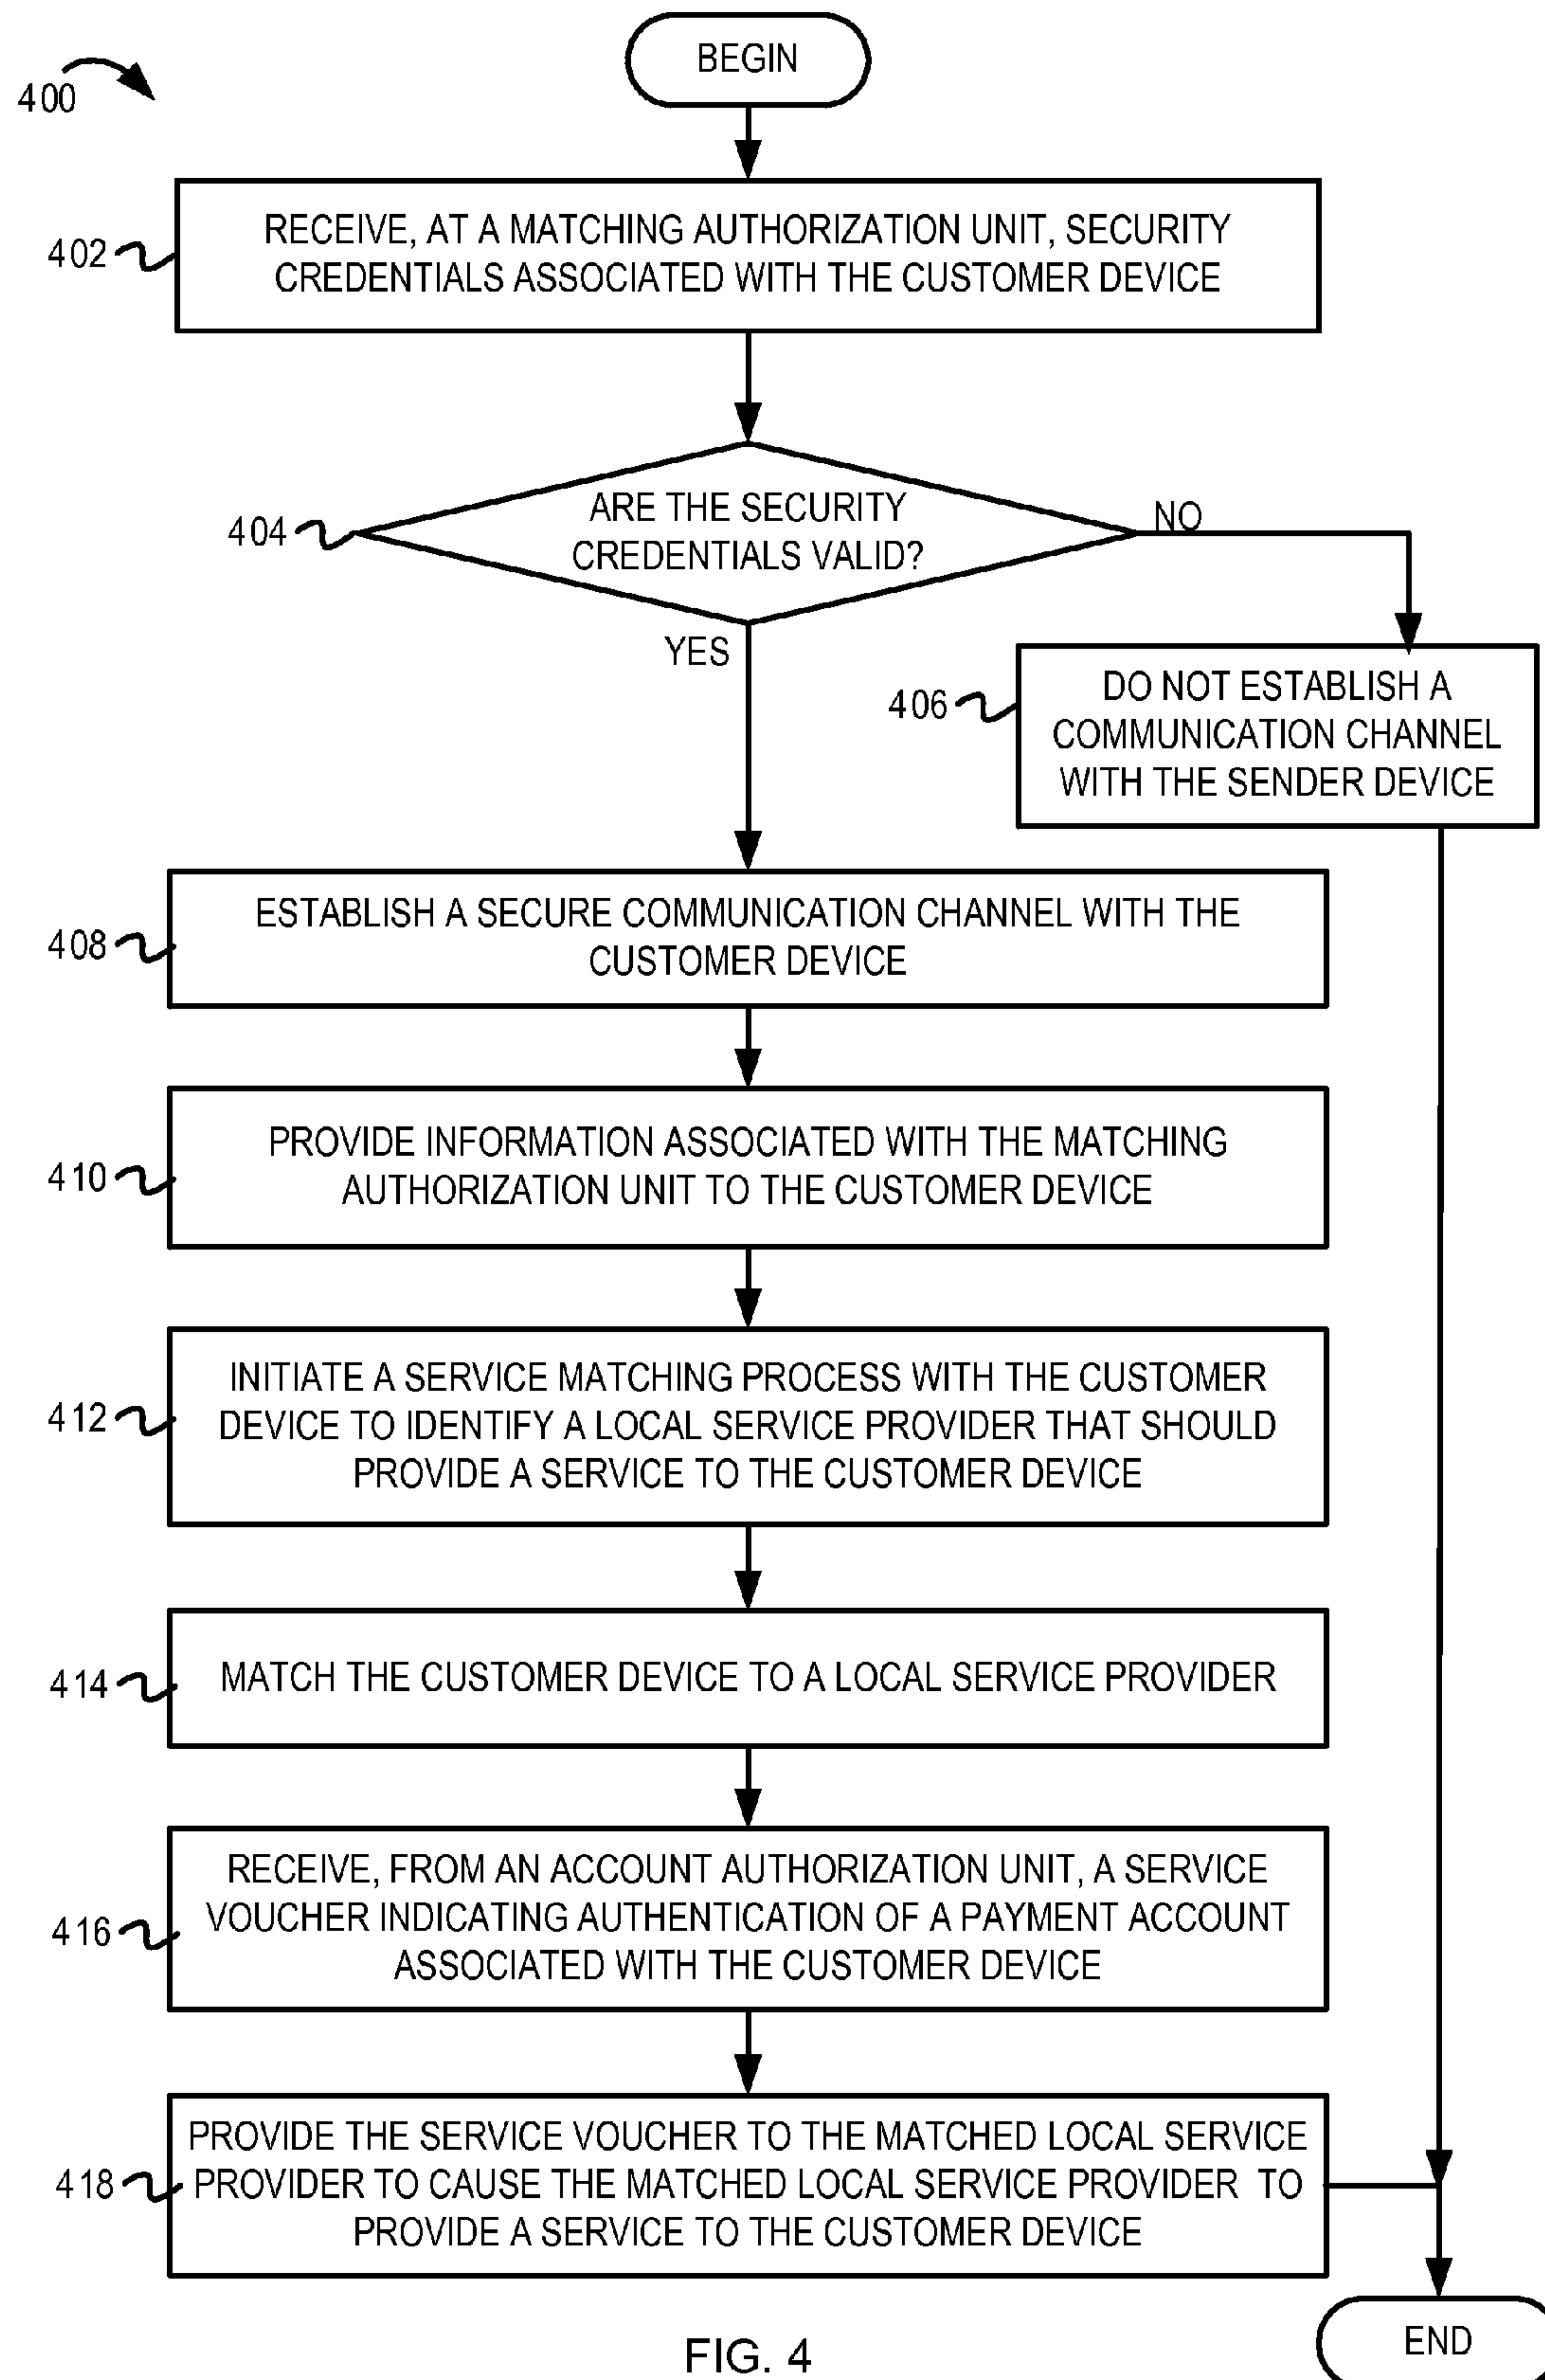 BEGIN
400
402
RECEIVE, AT A MATCHING AUTHORIZATION UNIT, SECURITY
CREDENTIALS ASSOCIATED WITH THE CUSTOMER DEVICE
404
ARE THE SECURITY
CREDENTIALS VALID?
NO
YES
406
DO NOT ESTABLISH A
COMMUNICATION CHANNEL
WITH THE SENDER DEVICE
408
ESTABLISH A SECURE COMMUNICATION CHANNEL WITH THE
CUSTOMER DEVICE
410
PROVIDE INFORMATION ASSOCIATED WITH THE MATCHING
AUTHORIZATION UNIT TO THE CUSTOMER DEVICE
412
INITIATE A SERVICE MATCHING PROCESS WITH THE CUSTOMER
DEVICE TO IDENTIFY A LOCAL SERVICE PROVIDER THAT SHOULD
PROVIDE A SERVICE TO THE CUSTOMER DEVICE
414
MATCH THE CUSTOMER DEVICE TO A LOCAL SERVICE PROVIDER
416
RECEIVE, FROM AN ACCOUNT AUTHORIZATION UNIT, A SERVICE
VOUCHER INDICATING AUTHENTICATION OF A PAYMENT ACCOUNT
ASSOCIATED WITH THE CUSTOMER DEVICE
418
PROVIDE THE SERVICE VOUCHER TO THE MATCHED LOCAL SERVICE
PROVIDER TO CAUSE THE MATCHED LOCAL SERVICE PROVIDER TO
PROVIDE A SERVICE TO THE CUSTOMER DEVICE
END
FIG. 4